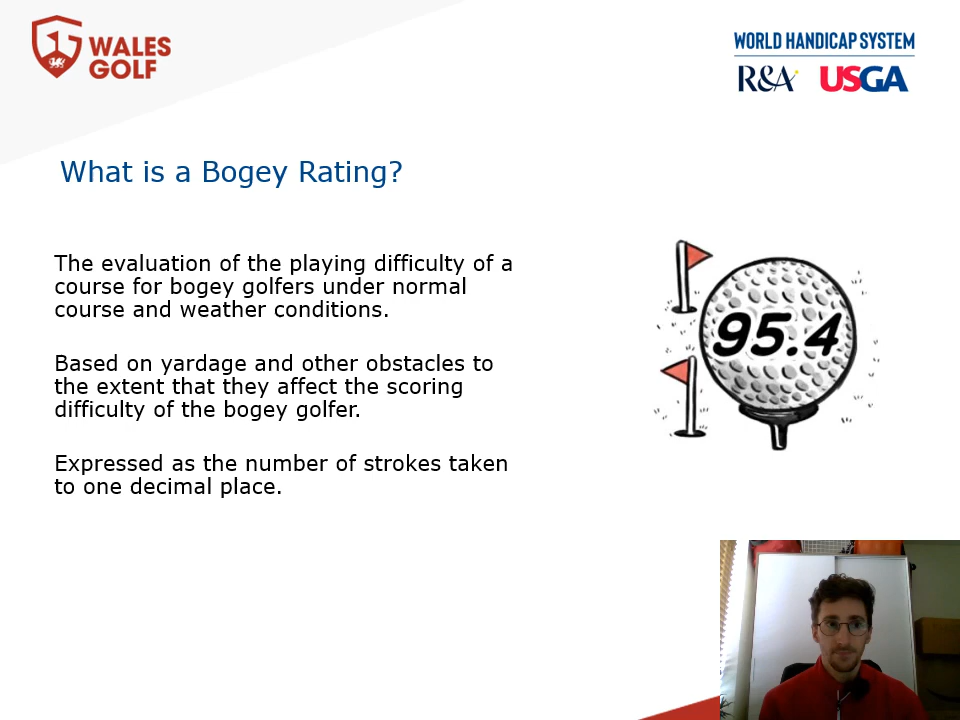 WALES
GOLF
WORLD HANDICAP SYSTEM
R&A USGA
What is a Bogey Rating?
The evaluation of the playing difficulty of a
course for bogey golfers under normal
course and weather conditions.
Based on yardage and other obstacles to
the extent that they affect the scoring
difficulty of the bogey golfer.
Expressed as the number of strokes taken
to one decimal place.
95.4